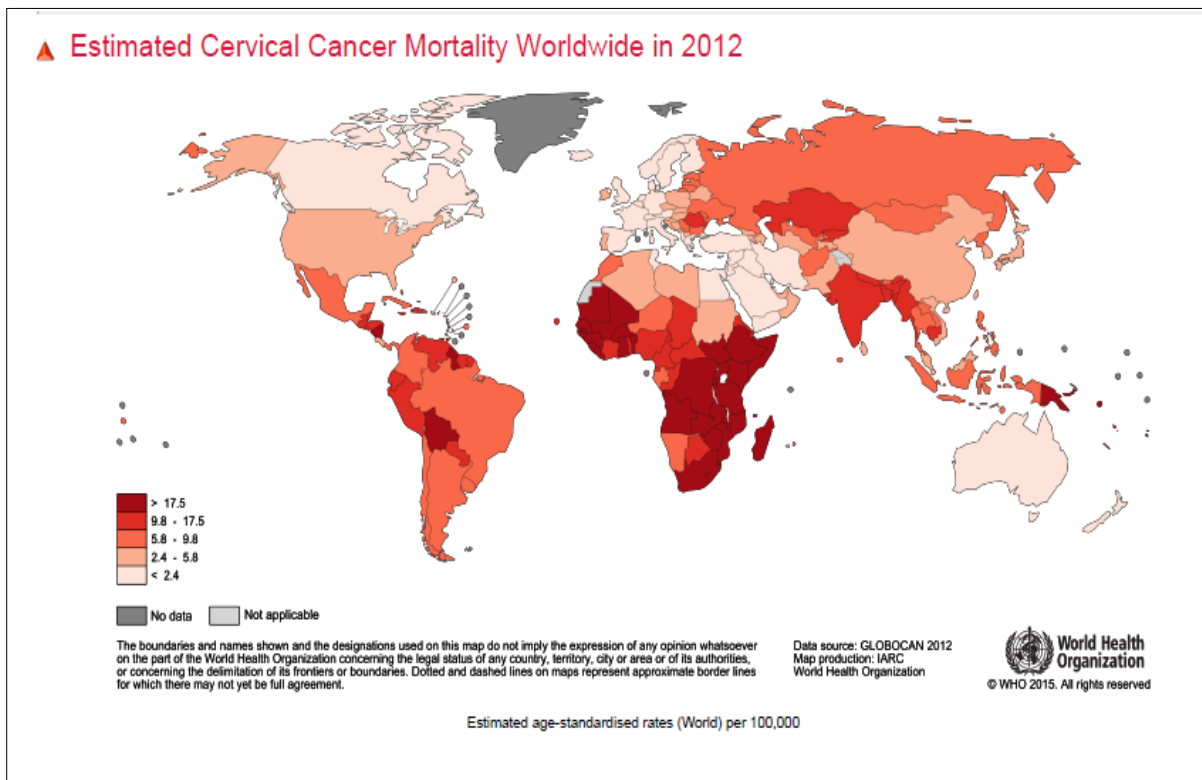 Estimated Cervical Cancer Mortality Worldwide in 2012
> 17.5
9.8 - 17.5
5.8 - 9.8
2.4 - 5.8
< 2.4
No data
Not applicable
The boundaries and names shown and the designations used on this map do not imply the expression of any opinion whatsoever
on the part of the World Health Organization concerning the legal status of any country, territory, city or area or of its authorities,
or concerning the delimitation of its frontiers or boundaries. Dotted and dashed lines on maps represent approximate border lines
for which there may not yet be full agreement.
Data source: GLOBOCAN 2012
Map production: IARC
World Health Organization
World Health
Organization
© WHO 2015. All rights reserved
Estimated age-standardised rates (World) per 100,000